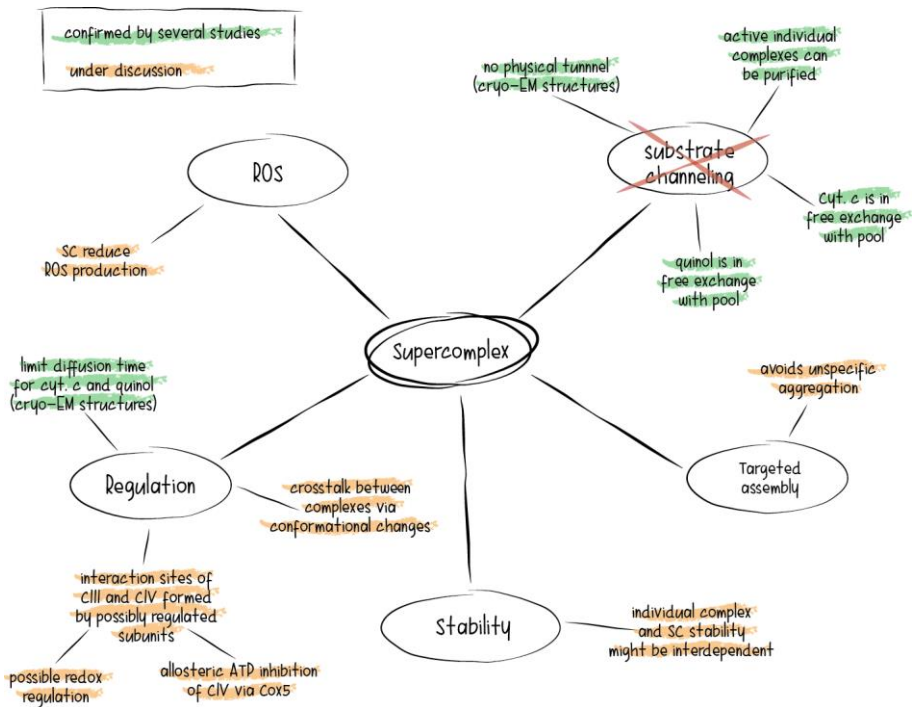 confirmed by several studies
under discussion
no physical tunnnel
(cryo-EM structures)
active individual
complexes can
be purified
substrate
channeling
Cyt. c is in
free exchange
with pool
quinol is in
free exchange
with pool
ROS
SC reduce
ROS production
Supercomplex
limit diffusion time
for cyt. c and quinol
(cryo-EM structures)
Regulation
crosstalk between
complexes via
conformational changes
interaction sites of
CIII and CIV formed
by possibly regulated
subunits
possible redox
regulation
allosteric ATP inhibition
of CIV via Cox5
Stability
individual complex
and SC stability
might be interdependent
avoids unspecific
aggregation
Targeted
assembly